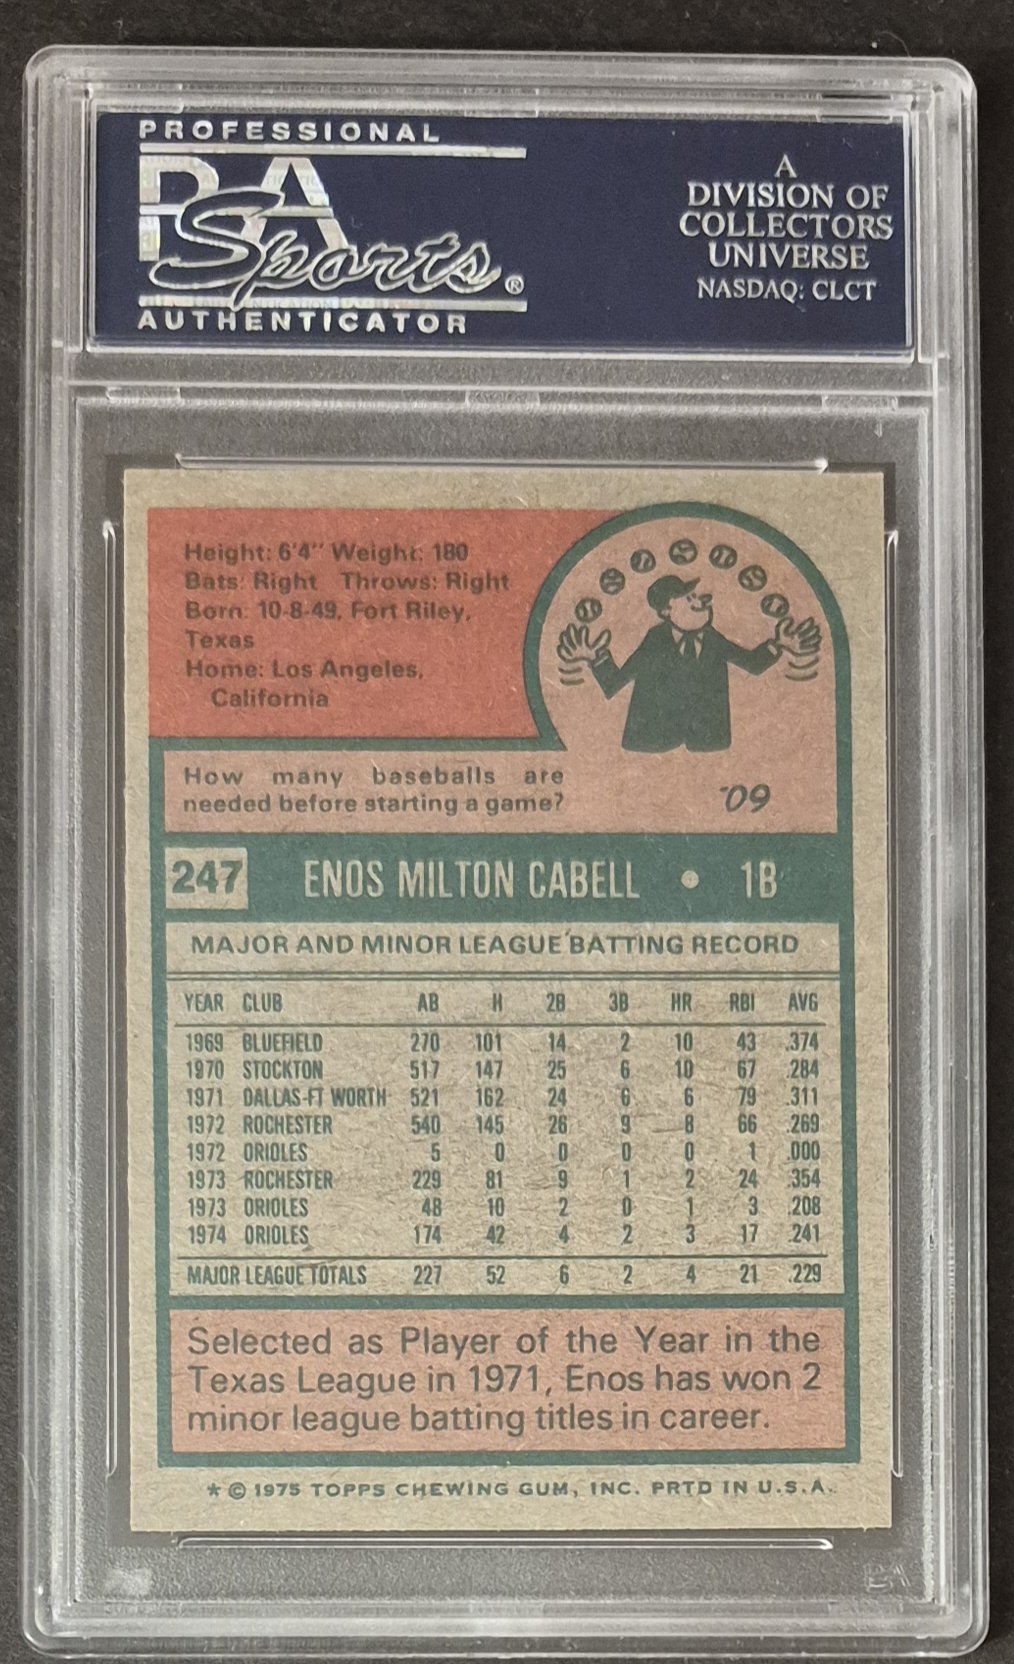 PROFESSIONAL
PSA
Sports®
AUTHENTICATOR
A
DIVISION OF
COLLECTORS
UNIVERSE
NASDAQ: CLCT
Height: 6'4" Weight: 180
Bats: Right Throws: Right
Born: 10-8-49, Fort Riley,
Texas
Home: Los Angeles,
California
How many baseballs are
needed before starting a game?
'09
247 ENOS MILTON CABELL • 1B
MAJOR AND MINOR LEAGUE BATTING RECORD
YEAR CLUB AB H 2B 3B HR RBI AVG
1969 BLUEFIELD 270 101 14 2 10 43 .374
1970 STOCKTON 517 147 25 6 10 67 .284
1971 DALLAS-FT WORTH 521 162 24 6 6 79 .311
1972 ROCHESTER 540 145 26 9 8 66 .269
1972 ORIOLES 5 0 0 0 0 1 .000
1973 ROCHESTER 229 81 9 1 2 24 .354
1973 ORIOLES 48 10 2 0 1 3 .208
1974 ORIOLES 174 42 4 2 3 17 .241
MAJOR LEAGUE TOTALS 227 52 6 2 4 21 .229
Selected as Player of the Year in the
Texas League in 1971, Enos has won 2
minor league batting titles in career.
* © 1975 TOPPS CHEWING GUM, INC. PRTD IN U.S.A.
PSA